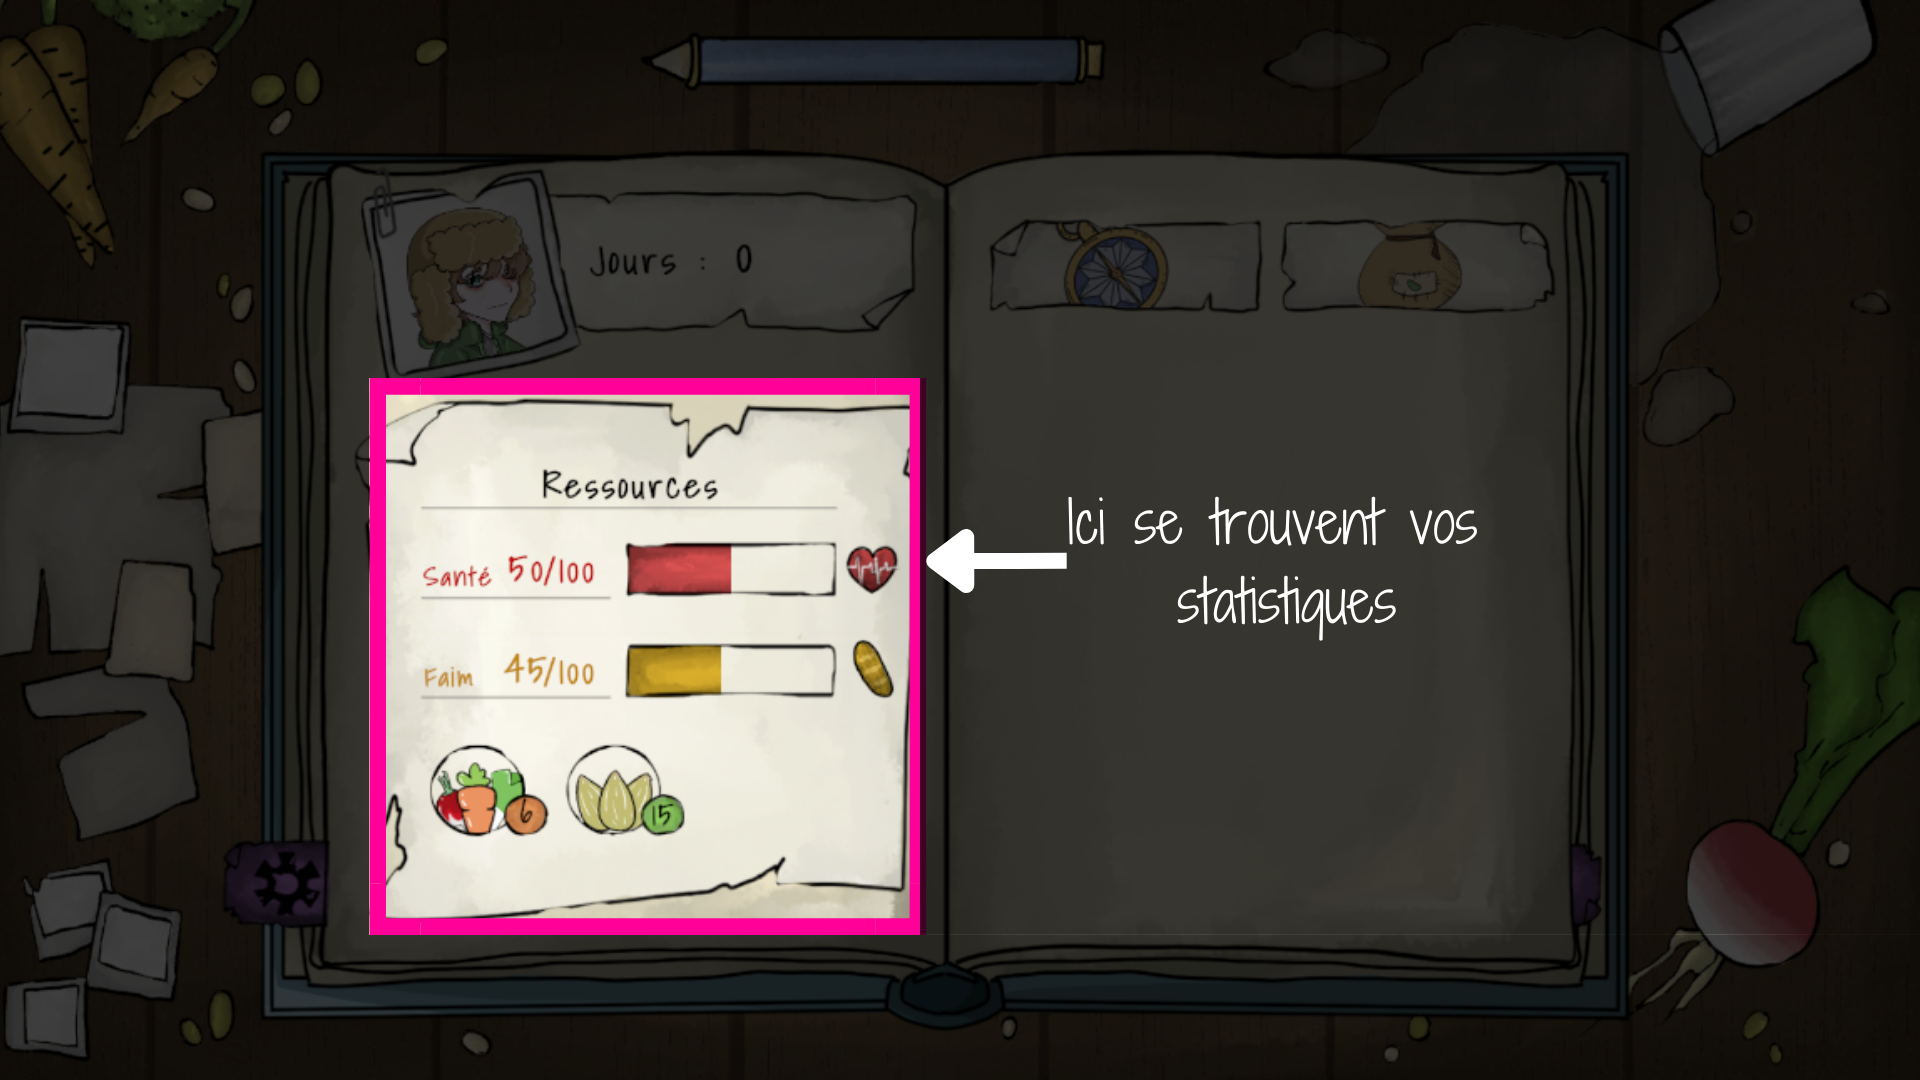 Jours : 0
Ressources
Santé 50/100
Faim 45/100
6
15
Ici se trouvent vos
statistiques